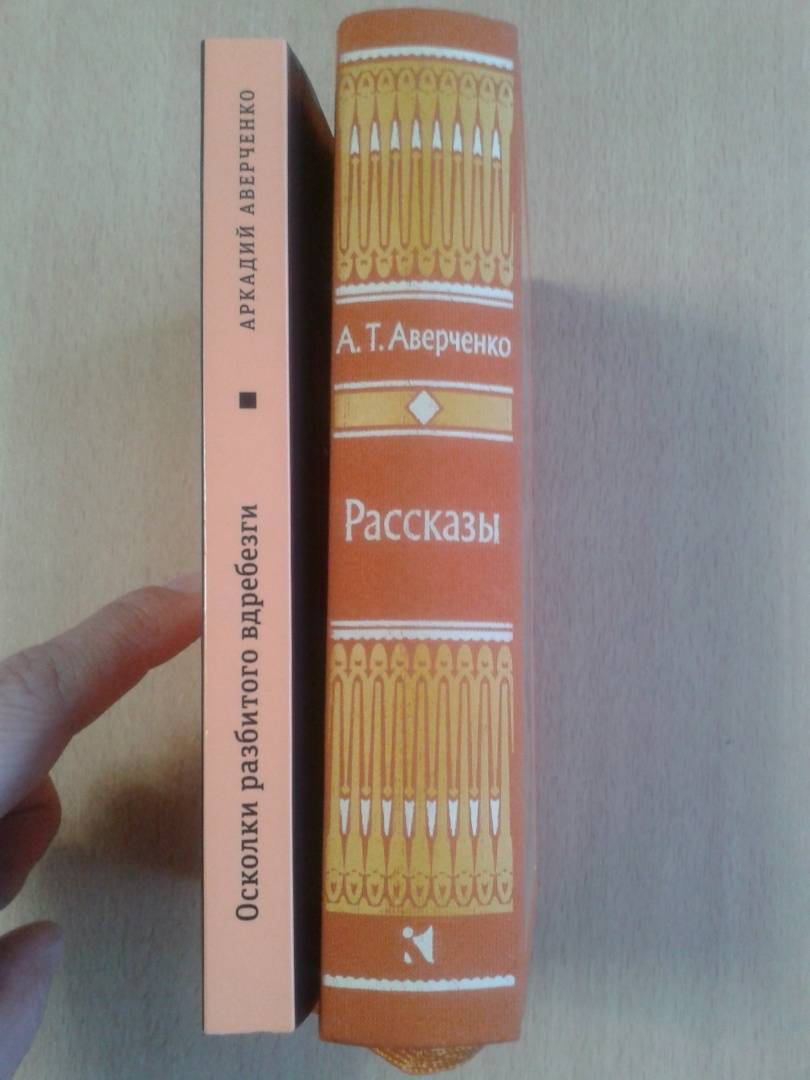 Осколки разбитого вдребезги ■ АРКАДИЙ АВЕРЧЕНКО
А. Т. Аверченко
Рассказы